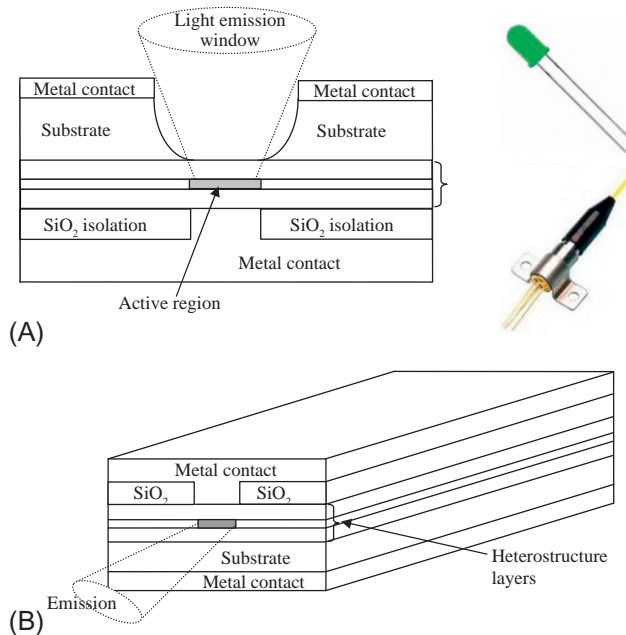 Light emission
window
Metal contact
Metal contact
Substrate
Substrate
SiO₂ isolation
SiO₂ isolation
Metal contact
Active region
(A)
Metal contact
SiO₂
SiO₂
Substrate
Metal contact
Heterostructure
layers
Emission
(B)